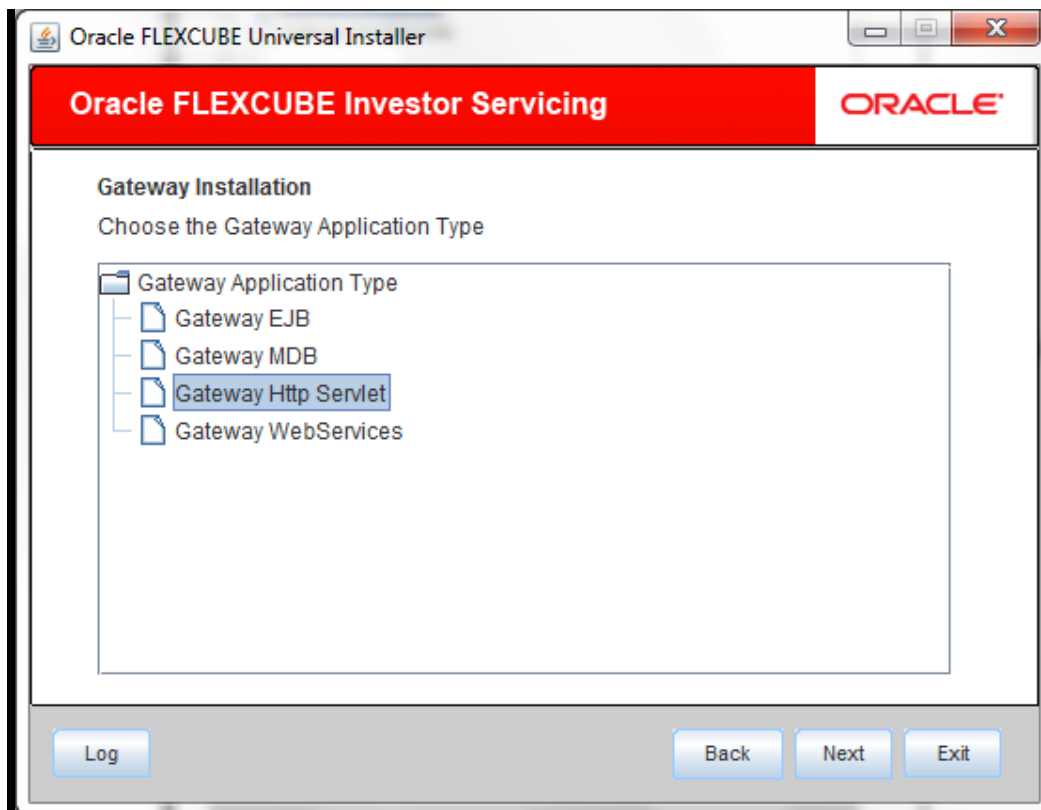 Oracle FLEXCUBE Universal Installer
Oracle FLEXCUBE Investor Servicing
ORACLE
Gateway Installation
Choose the Gateway Application Type
Gateway Application Type
Gateway EJB
Gateway MDB
Gateway Http Servlet
Gateway WebServices
Log Back Next Exit